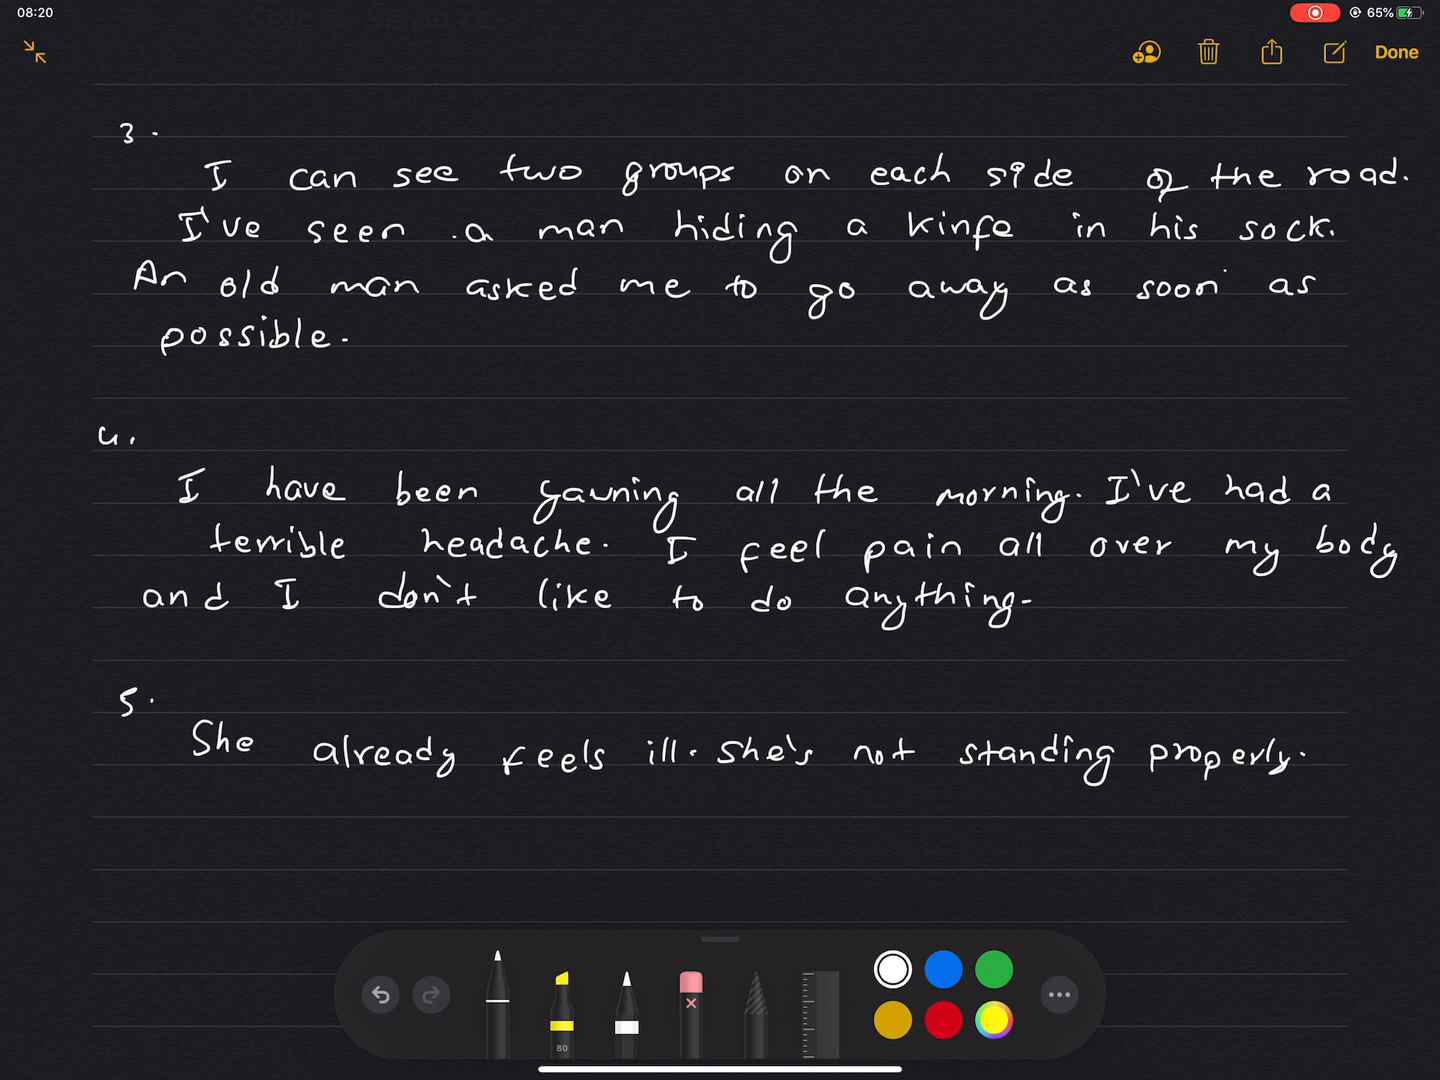 08:20
65%
Done
3.
I can see two groups on each side of the road.
I've seen a man hiding a kinfe in his sock.
An old man asked me to go away as soon as
possible.
4.
I have been yawning all the morning. I've had a
terrible headache. I feel pain all over my body
and I don't like to do anything.
5.
She already feels ill. She's not standing properly.
80